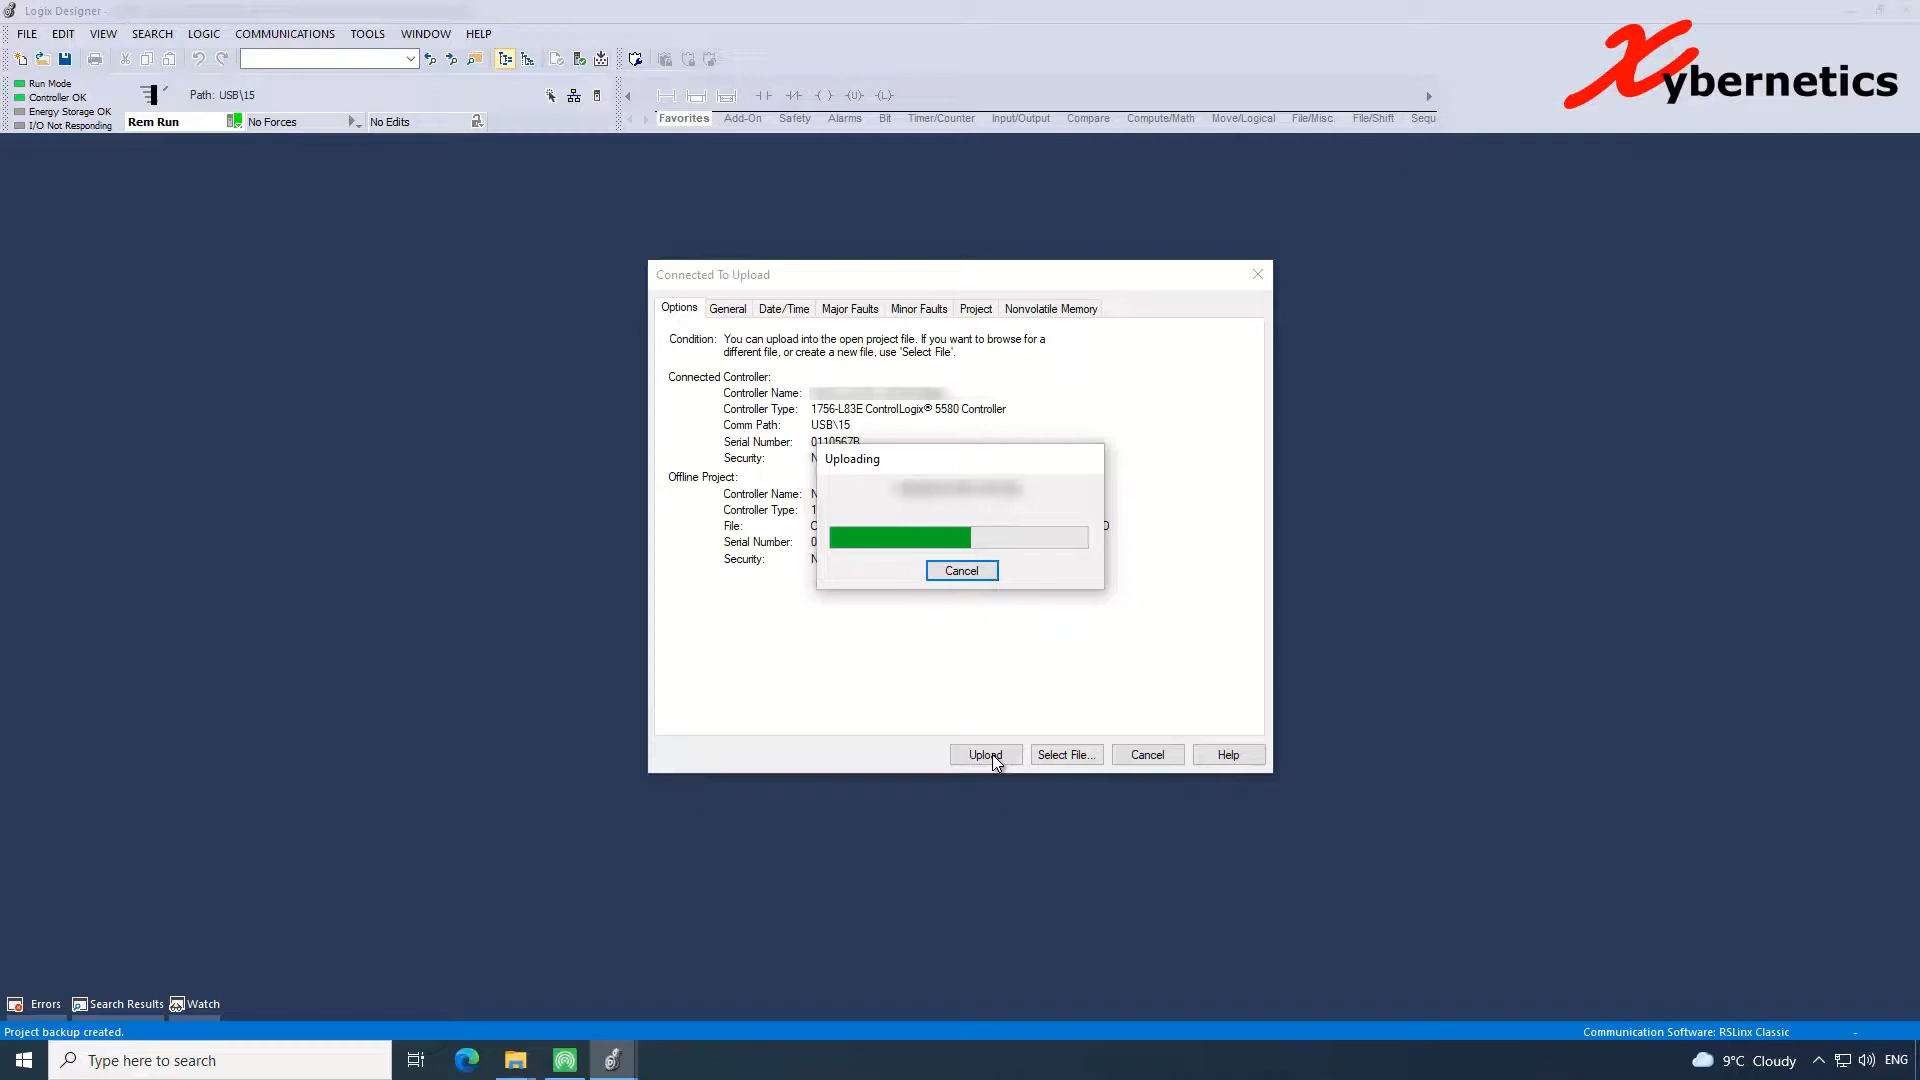 Logix Designer -
FILE EDIT VIEW SEARCH LOGIC COMMUNICATIONS TOOLS WINDOW HELP
Xybernetics
Run Mode
Controller OK
Energy Storage OK
I/O Not Responding
Path: USB\15
Rem Run No Forces No Edits
Favorites Add-On Safety Alarms Bit Timer/Counter Input/Output Compare Compute/Math Move/Logical File/Misc. File/Shift Sequ
Connected To Upload
Options General Date/Time Major Faults Minor Faults Project Nonvolatile Memory
Condition: You can upload into the open project file. If you want to browse for a
different file, or create a new file, use 'Select File'.
Connected Controller:
Controller Name:
Controller Type: 1756-L83E ControlLogix® 5580 Controller
Comm Path: USB\15
Serial Number: 0110567B
Security: N
Offline Project:
Controller Name: N
Controller Type: 1
File:
Serial Number: 0
Security: N
Uploading
Cancel
Upload Select File... Cancel Help
Errors Search Results Watch
Project backup created.
Communication Software: RSLinx Classic -
Type here to search
9°C Cloudy
ENG